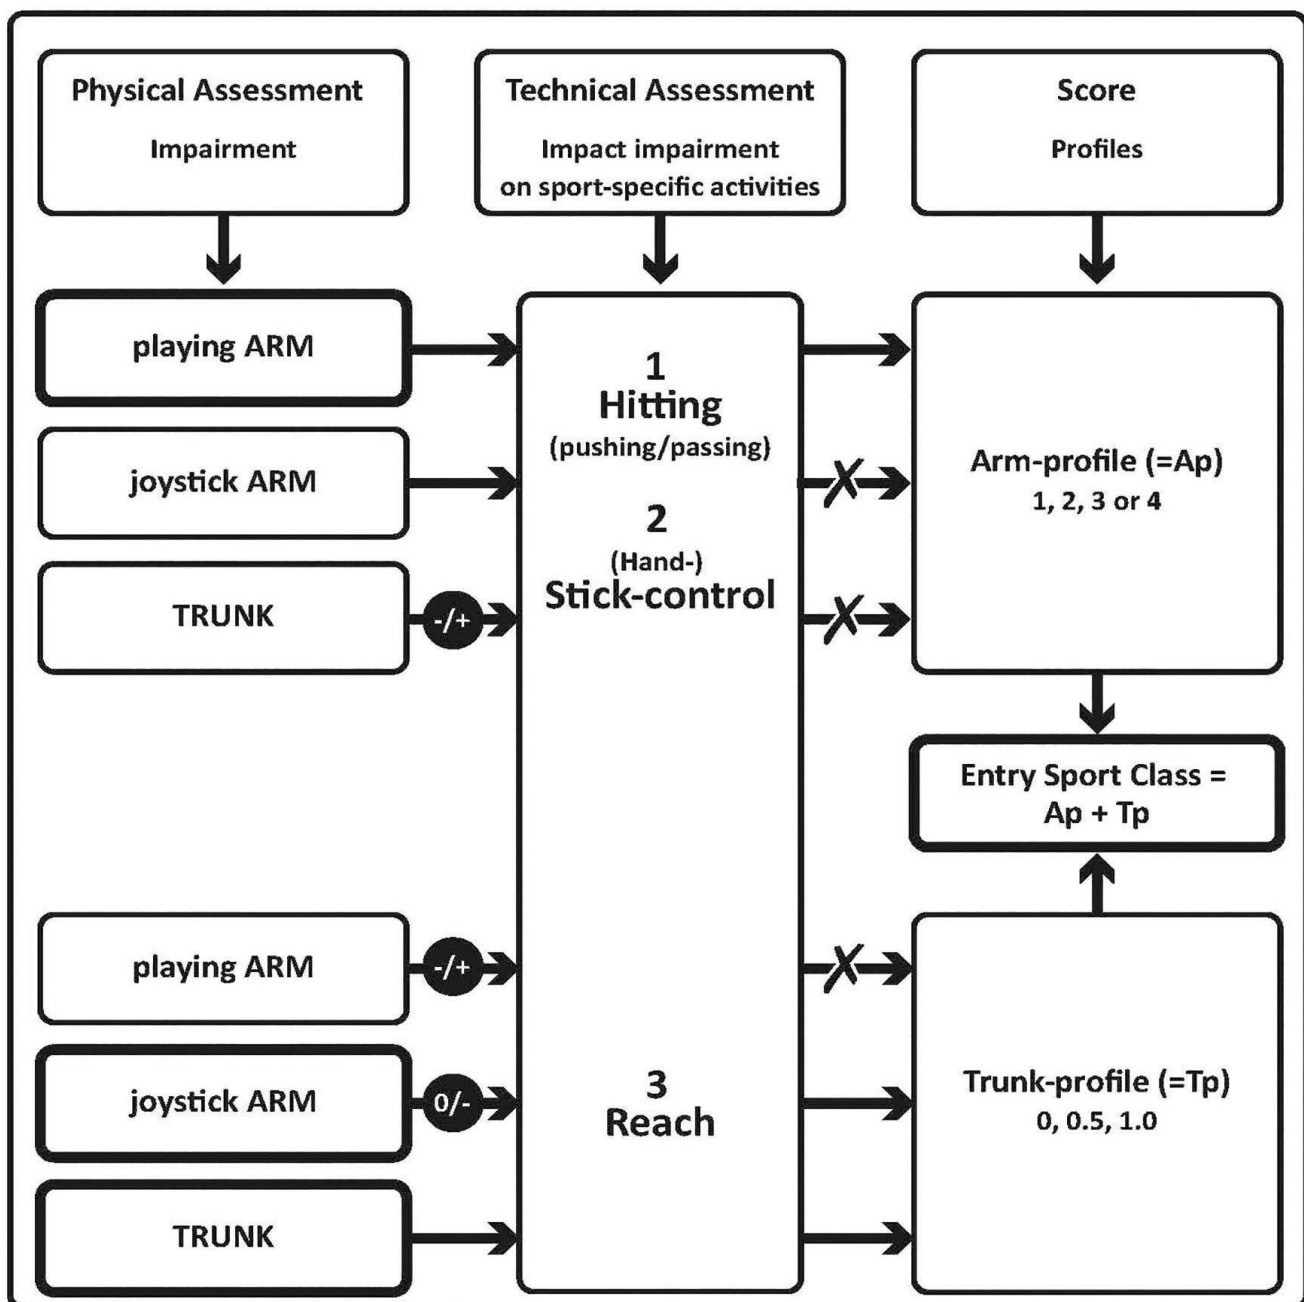 Physical Assessment
Impairment
Technical Assessment
Impact impairment
on sport-specific activities
Score
Profiles
playing ARM
joystick ARM
TRUNK
-/+
1
Hitting
(pushing/passing)
2
(Hand-)
Stick-control
Arm-profile (=Ap)
1, 2, 3 or 4
Entry Sport Class =
Ap + Tp
playing ARM
-/+
joystick ARM
0/-
TRUNK
3
Reach
Trunk-profile (=Tp)
0, 0.5, 1.0